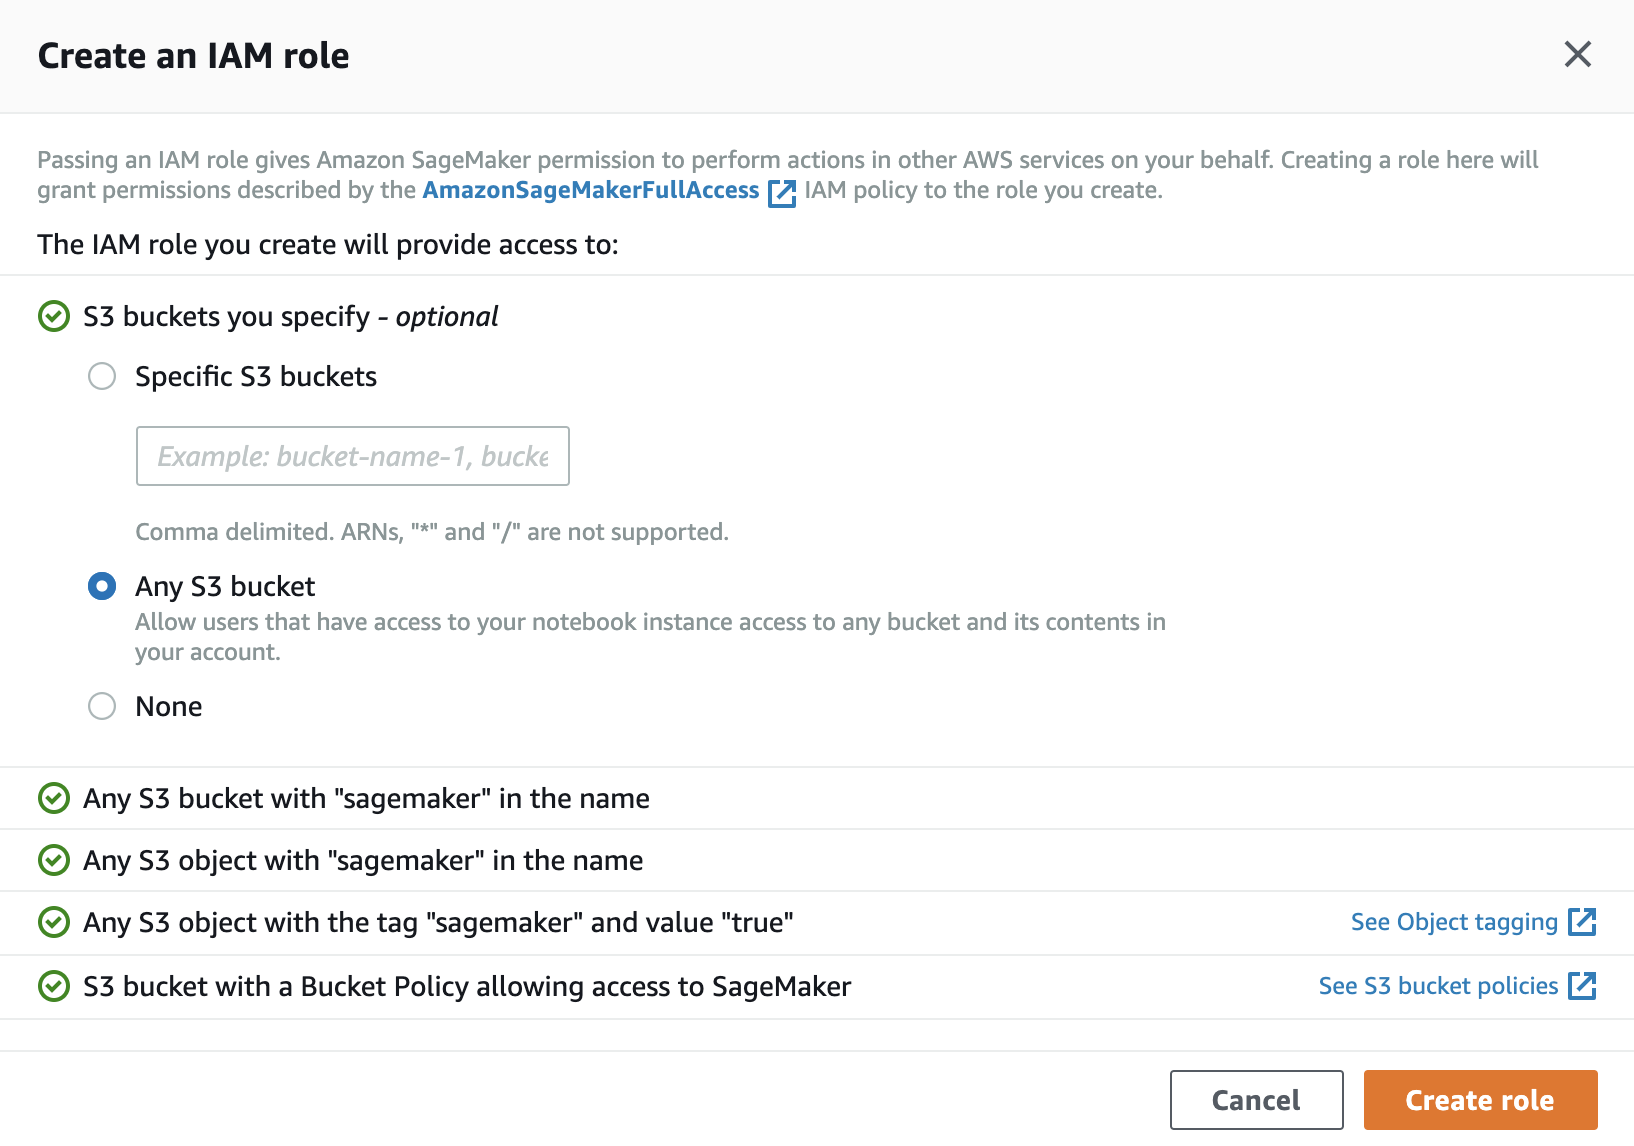 Create an IAM role
Passing an IAM role gives Amazon SageMaker permission to perform actions in other AWS services on your behalf. Creating a role here will
grant permissions described by the AmazonSageMakerFullAccess IAM policy to the role you create.
The IAM role you create will provide access to:
S3 buckets you specify - optional
Specific S3 buckets
Example: bucket-name-1, bucke
Comma delimited. ARNs, "*" and "/" are not supported.
Any S3 bucket
Allow users that have access to your notebook instance access to any bucket and its contents in
your account.
None
Any S3 bucket with "sagemaker" in the name
Any S3 object with "sagemaker" in the name
Any S3 object with the tag "sagemaker" and value "true" See Object tagging
S3 bucket with a Bucket Policy allowing access to SageMaker See S3 bucket policies
Cancel Create role